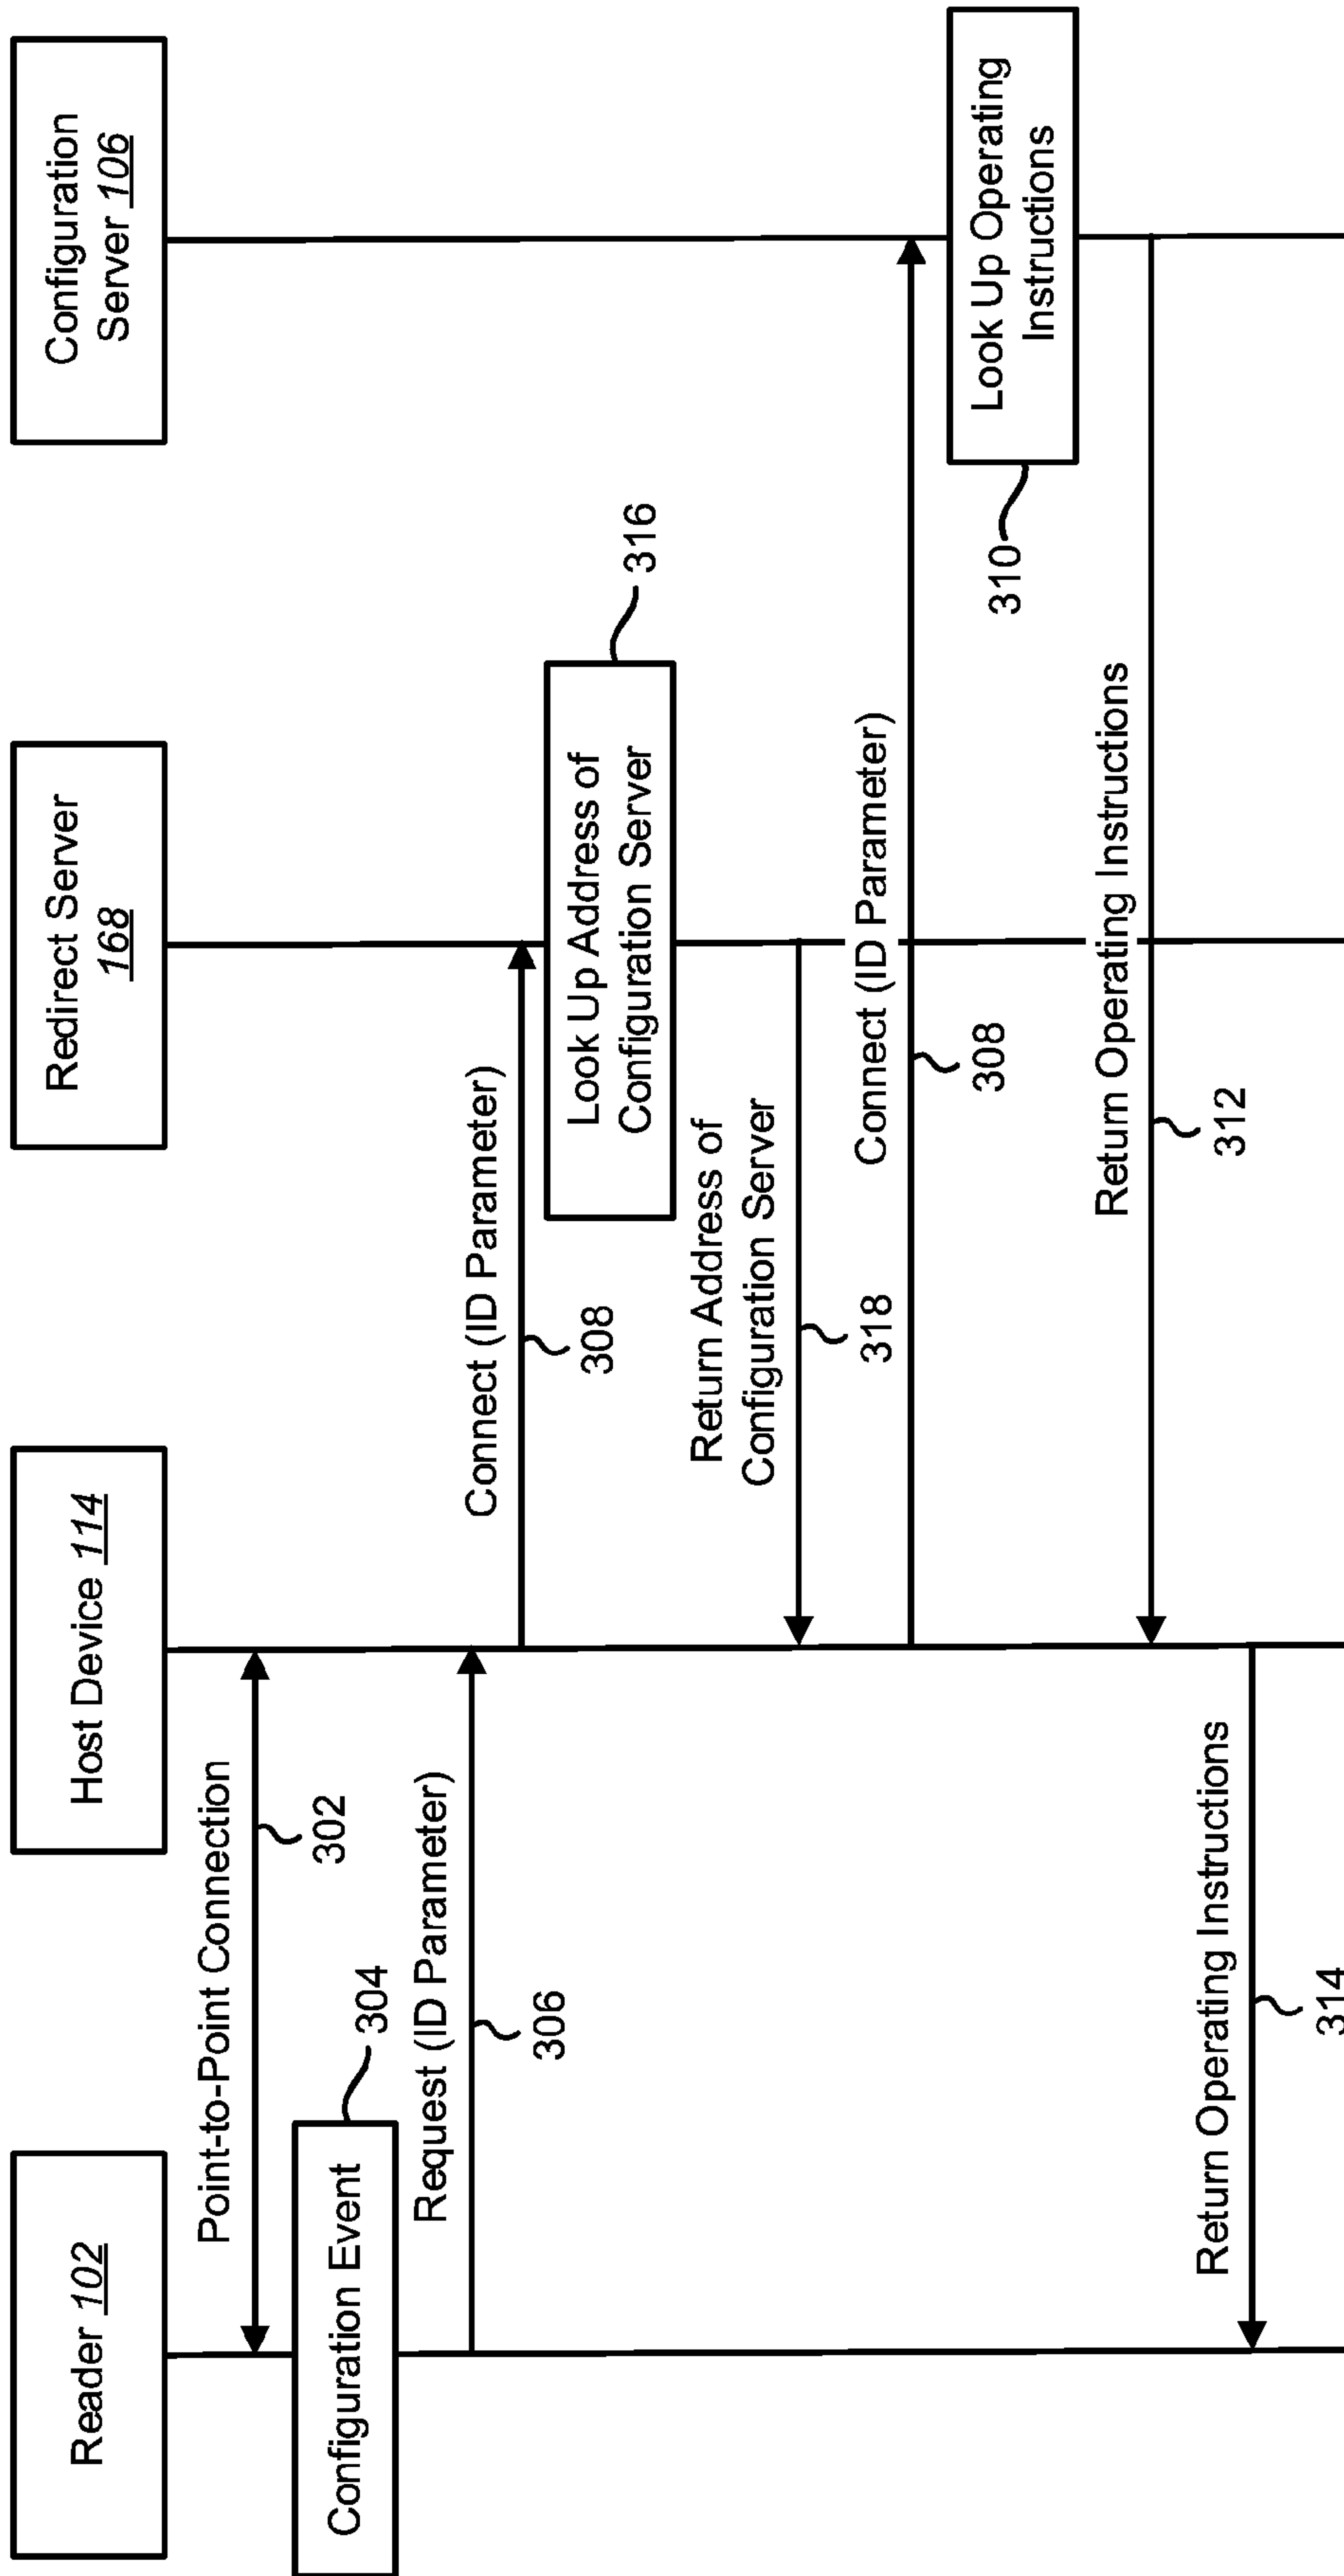 Reader 102
Host Device 114
Redirect Server
168
Configuration
Server 106
Point-to-Point Connection
302
Configuration Event
304
Request (ID Parameter)
306
Connect (ID Parameter)
308
Look Up Address of
Configuration Server
316
Return Address of
Configuration Server
318
Connect (ID Parameter)
308
Look Up Operating
Instructions
310
Return Operating Instructions
312
Return Operating Instructions
314